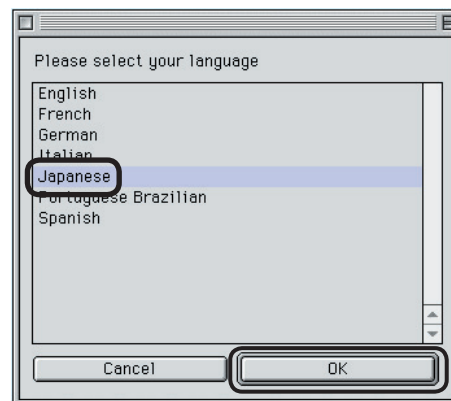 Please select your language
English
French
German
Italian
Japanese
Portuguese Brazilian
Spanish
Cancel
OK